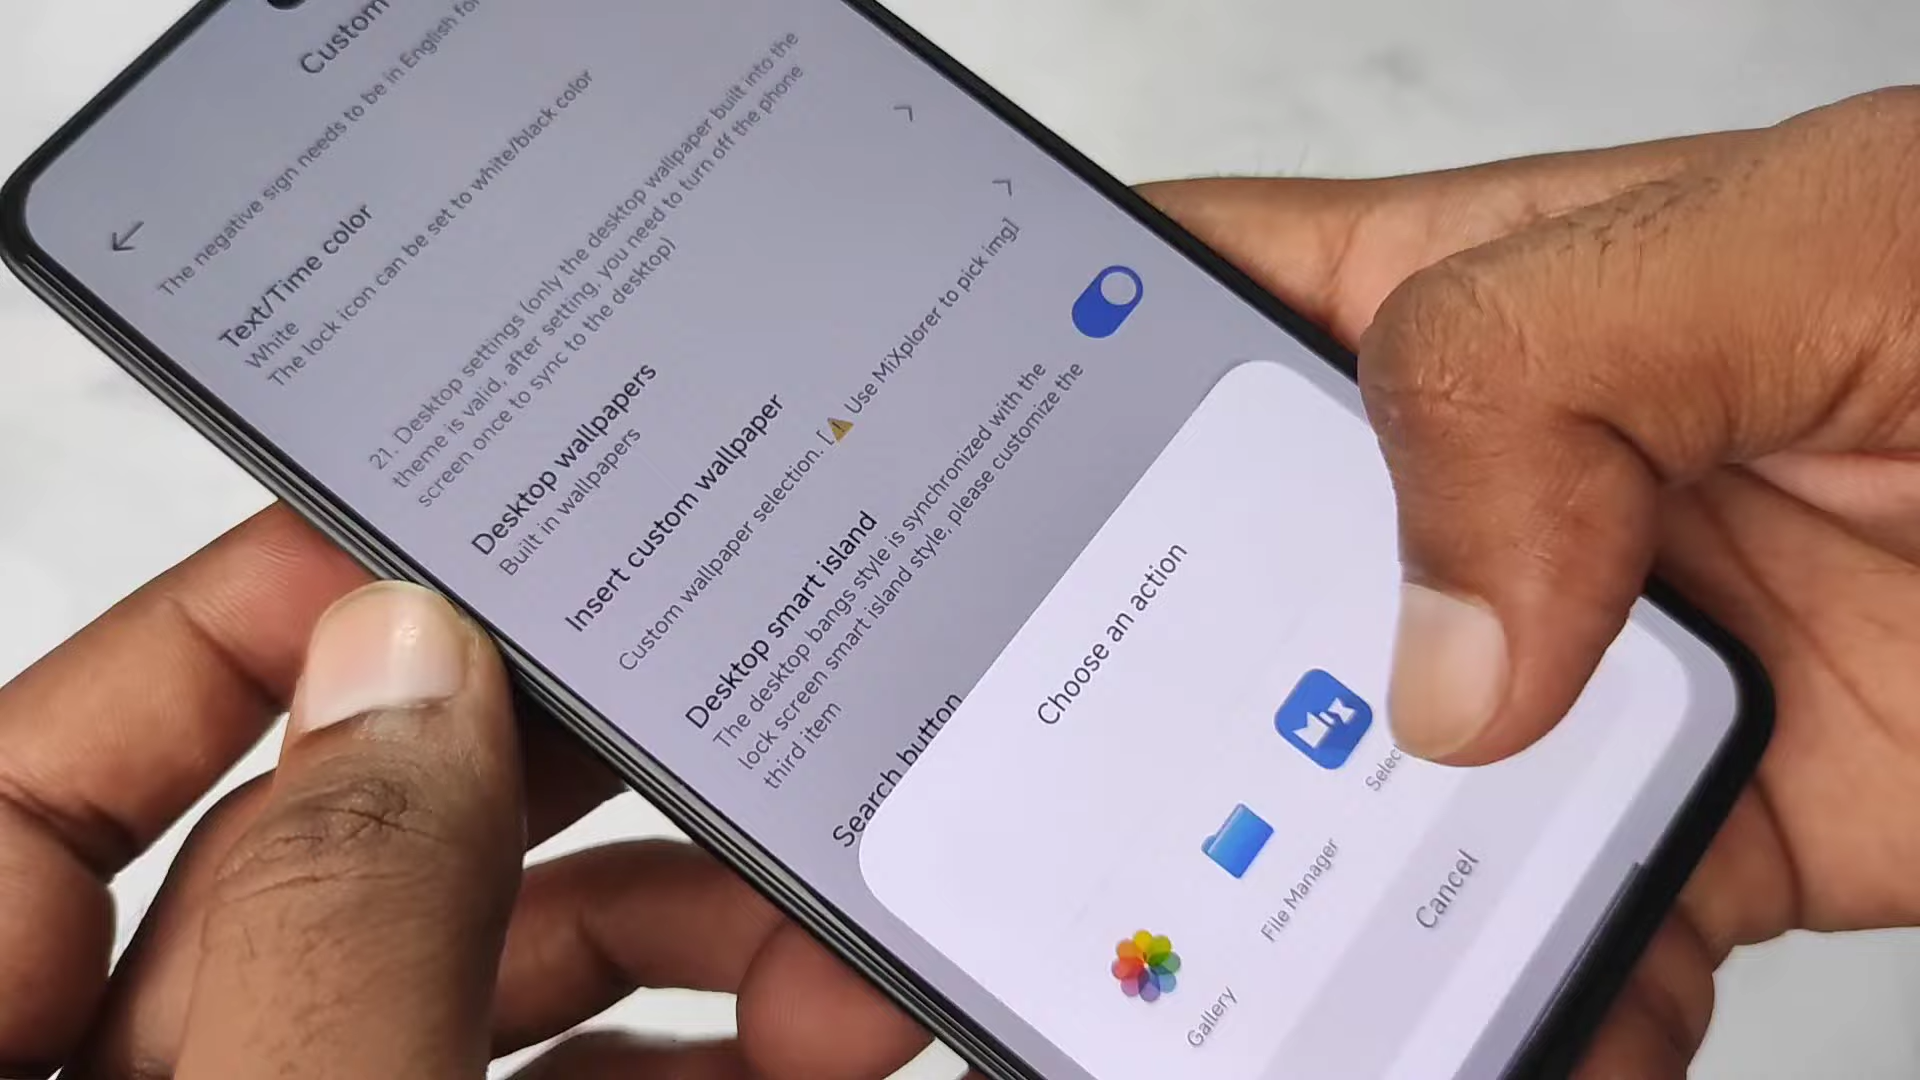 Custom
The negative sign needs to be in English
Text/Time color
White
The lock icon can be set to white/black color
21. Desktop settings (only the desktop wallpaper built into the
theme is valid, after setting, you need to turn off the phone
screen once to sync to the desktop)
Desktop wallpapers
Built in wallpapers
Insert custom wallpaper
Custom wallpaper selection. [⚠ Use MiXplorer to pick img]
Desktop smart island
The desktop bangs style is synchronized with the
lock screen smart island style, please customize the
third item
Search button
Choose an action
Gallery
File Manager
Cancel